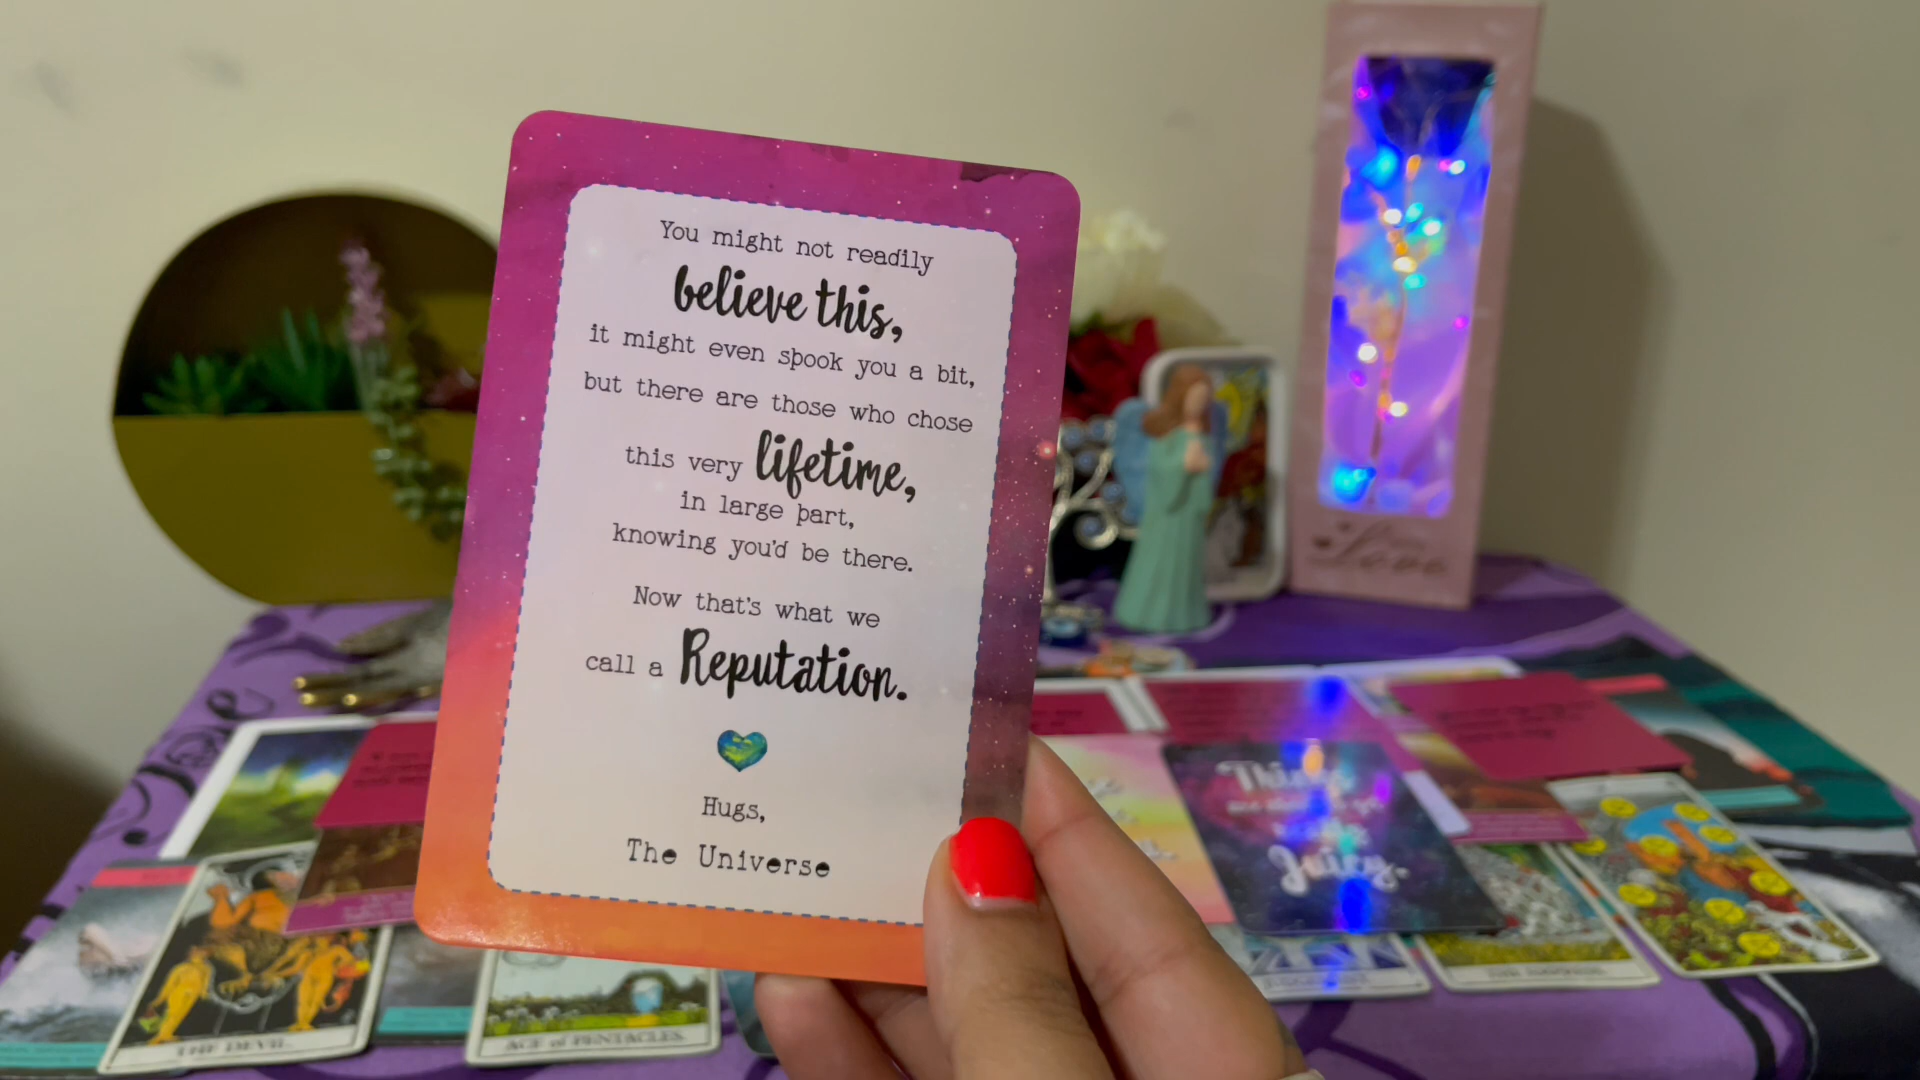 You might not readily
believe this,
it might even spook you a bit,
but there are those who chose
this very lifetime,
in large part,
knowing you'd be there.
Now that's what we
call a Reputation.
Hugs,
The Universe
Love
Things
Juicy.
THE DEVIL.
ACE of PENTACLES.